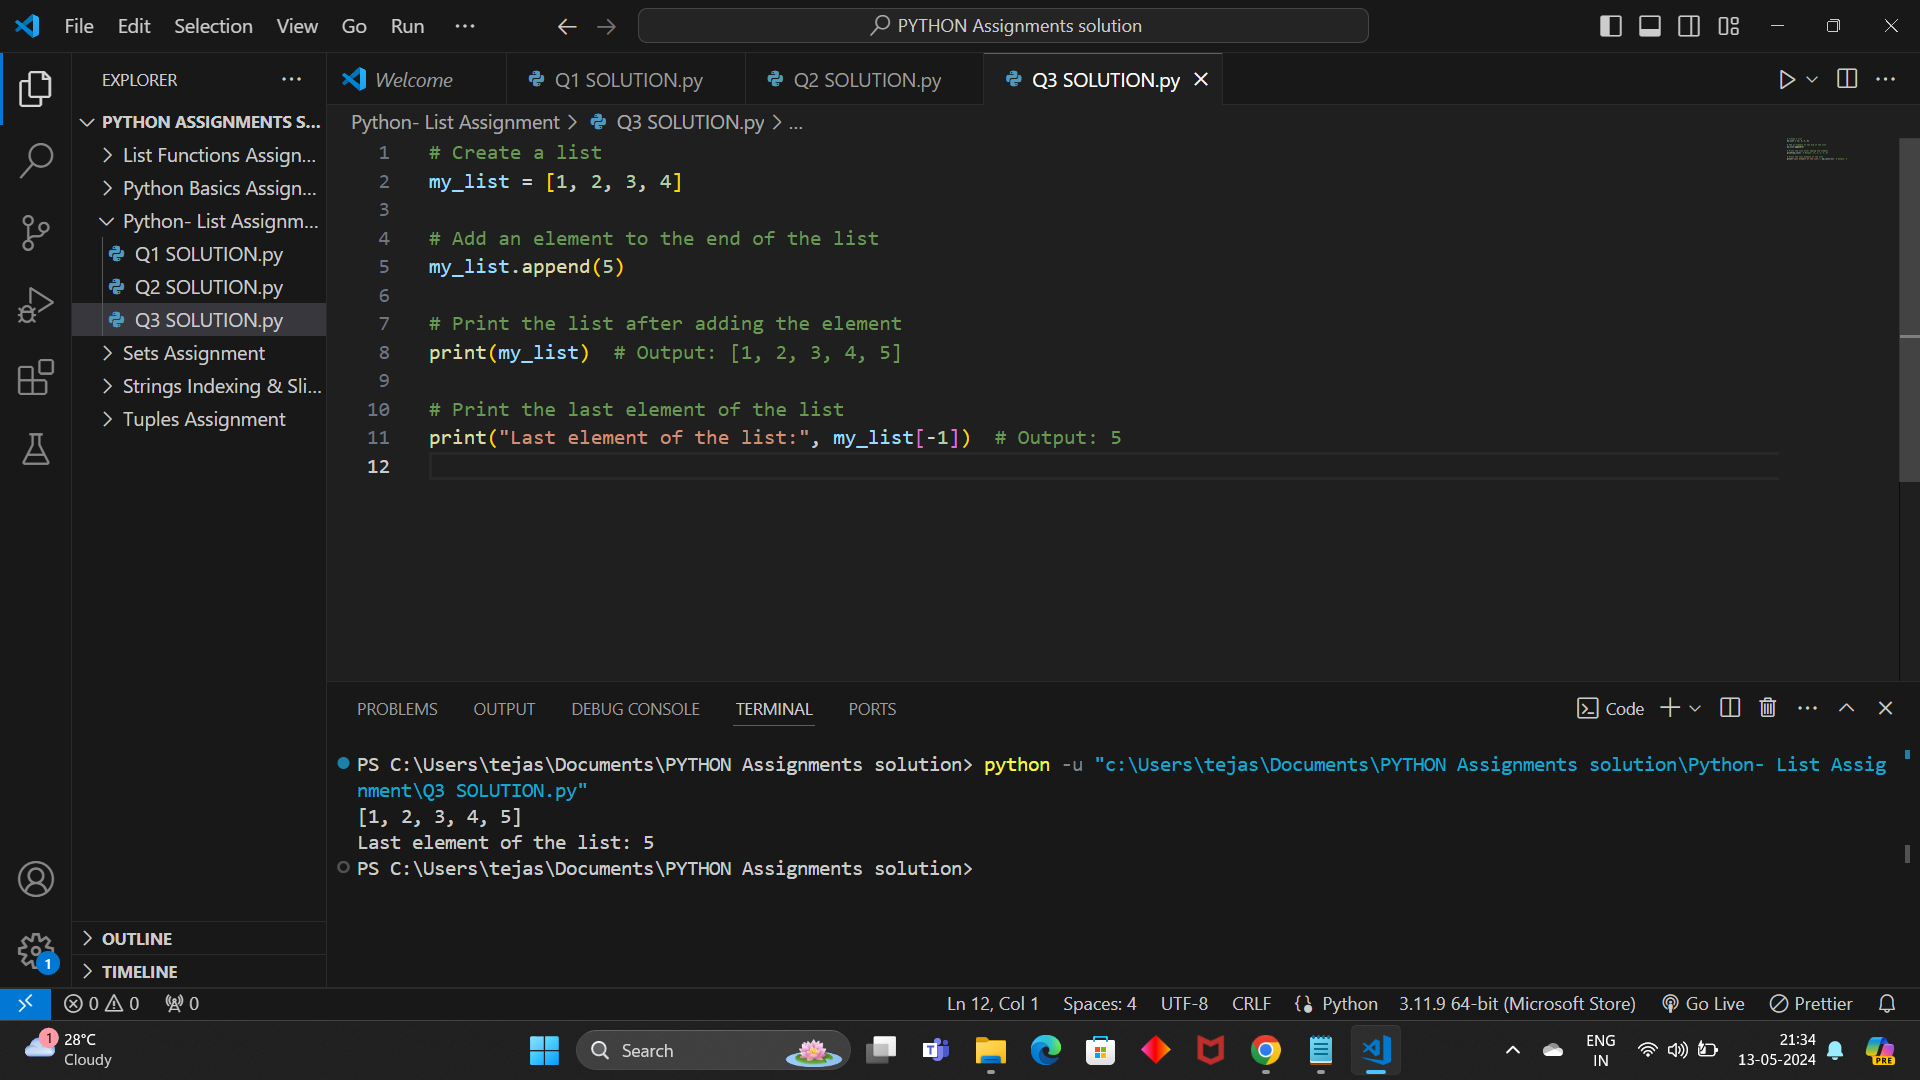 File Edit Selection View Go Run ···
PYTHON Assignments solution
EXPLORER ···
Welcome Q1 SOLUTION.py Q2 SOLUTION.py Q3 SOLUTION.py
PYTHON ASSIGNMENTS S...
List Functions Assign...
Python Basics Assign...
Python- List Assignm...
Q1 SOLUTION.py
Q2 SOLUTION.py
Q3 SOLUTION.py
Sets Assignment
Strings Indexing & Sli...
Tuples Assignment
OUTLINE
TIMELINE
Python- List Assignment > Q3 SOLUTION.py > ...
1 # Create a list
2 my_list = [1, 2, 3, 4]
3
4 # Add an element to the end of the list
5 my_list.append(5)
6
7 # Print the list after adding the element
8 print(my_list)  # Output: [1, 2, 3, 4, 5]
9
10 # Print the last element of the list
11 print("Last element of the list:", my_list[-1])  # Output: 5
12
PROBLEMS OUTPUT DEBUG CONSOLE TERMINAL PORTS
Code
PS C:\Users\tejas\Documents\PYTHON Assignments solution> python -u "c:\Users\tejas\Documents\PYTHON Assignments solution\Python- List Assig
nment\Q3 SOLUTION.py"
[1, 2, 3, 4, 5]
Last element of the list: 5
PS C:\Users\tejas\Documents\PYTHON Assignments solution>
1
0 0 0
Ln 12, Col 1 Spaces: 4 UTF-8 CRLF Python 3.11.9 64-bit (Microsoft Store) Go Live Prettier
1
28°C
Cloudy
Search
ENG
IN
21:34
13-05-2024
PRE